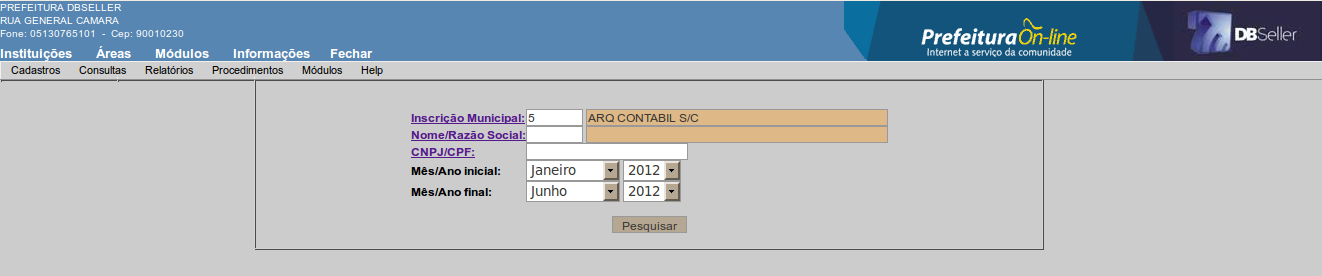 PREFEITURA DBSELLER
RUA GENERAL CAMARA
Fone: 05130765101 - Cep: 90010230
Instituições Áreas Módulos Informações Fechar
PrefeituraOn-line
Internet a serviço da comunidade
DBSeller
Cadastros Consultas Relatórios Procedimentos Módulos Help
Inscrição Municipal: 5 ARQ CONTABIL S/C
Nome/Razão Social:
CNPJ/CPF:
Mês/Ano inicial: Janeiro 2012
Mês/Ano final: Junho 2012
Pesquisar